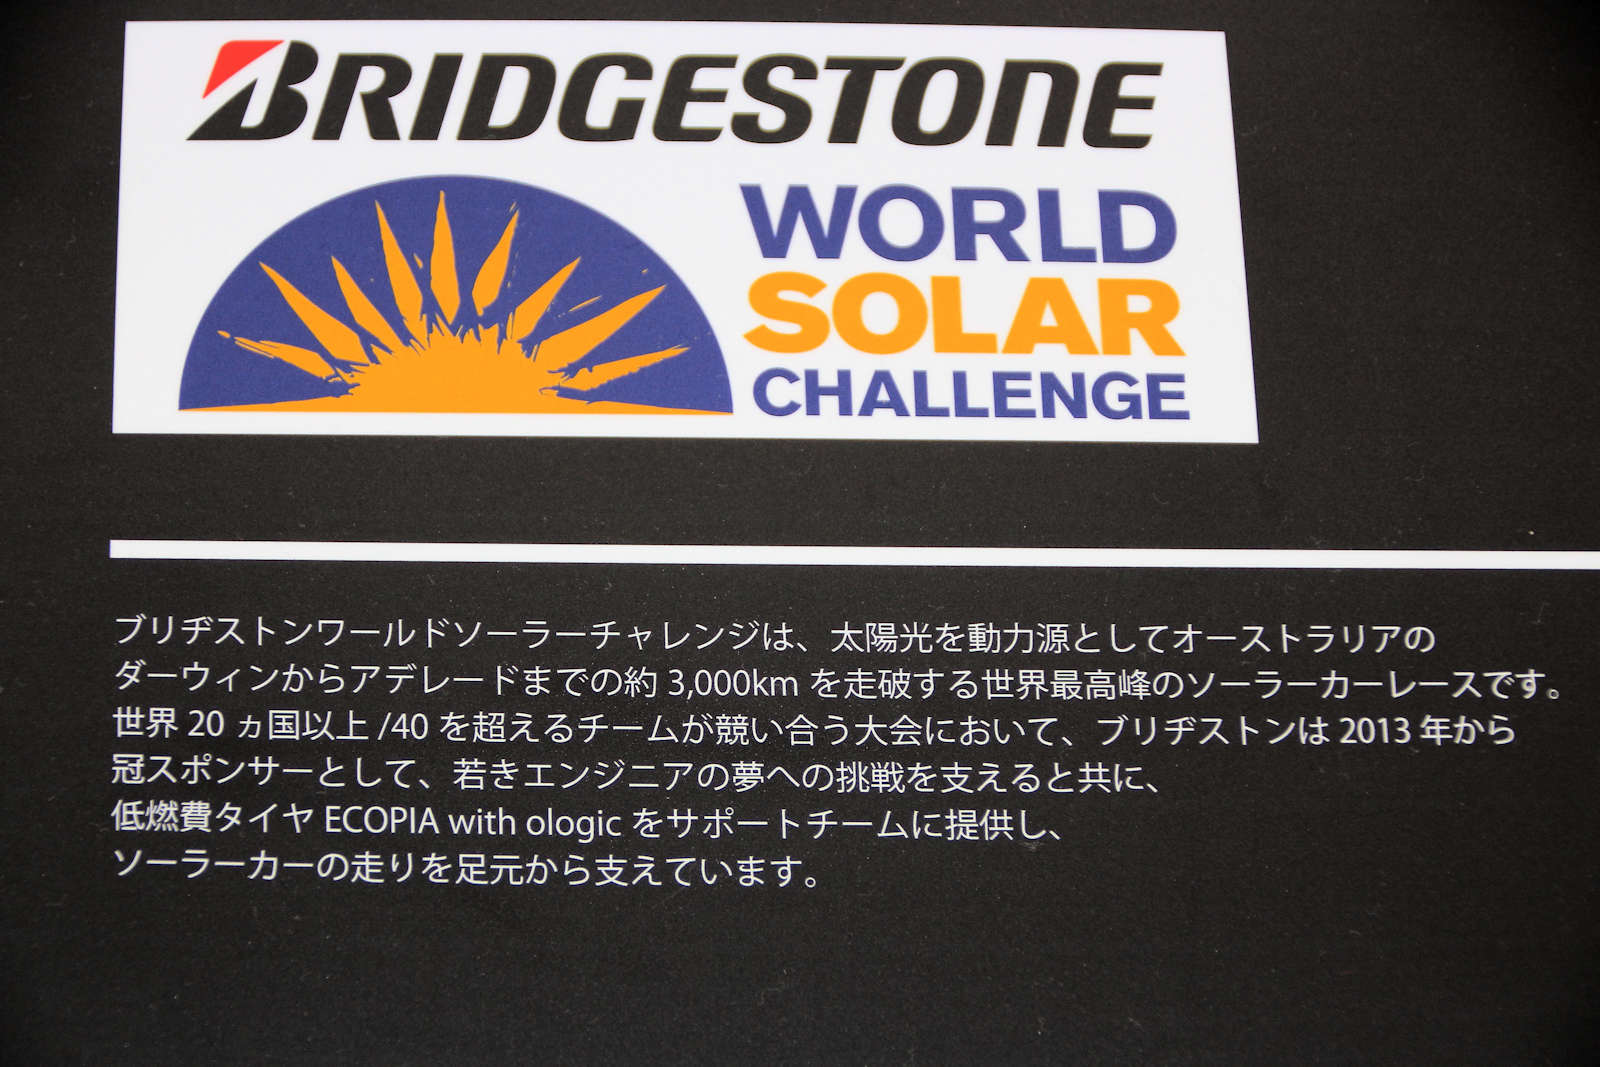 BRIDGESTONE
WORLD
SOLAR
CHALLENGE
ブリヂストンワールドソーラーチャレンジは、太陽光を動力源としてオーストラリアの
ダーウィンからアデレードまでの約 3,000km を走破する世界最高峰のソーラーカーレースです。
世界 20 ヵ国以上 /40 を超えるチームが競い合う大会において、ブリヂストンは 2013 年から
冠スポンサーとして、若きエンジニアの夢への挑戦を支えると共に、
低燃費タイヤ ECOPIA with ologic をサポートチームに提供し、
ソーラーカーの走りを足元から支えています。